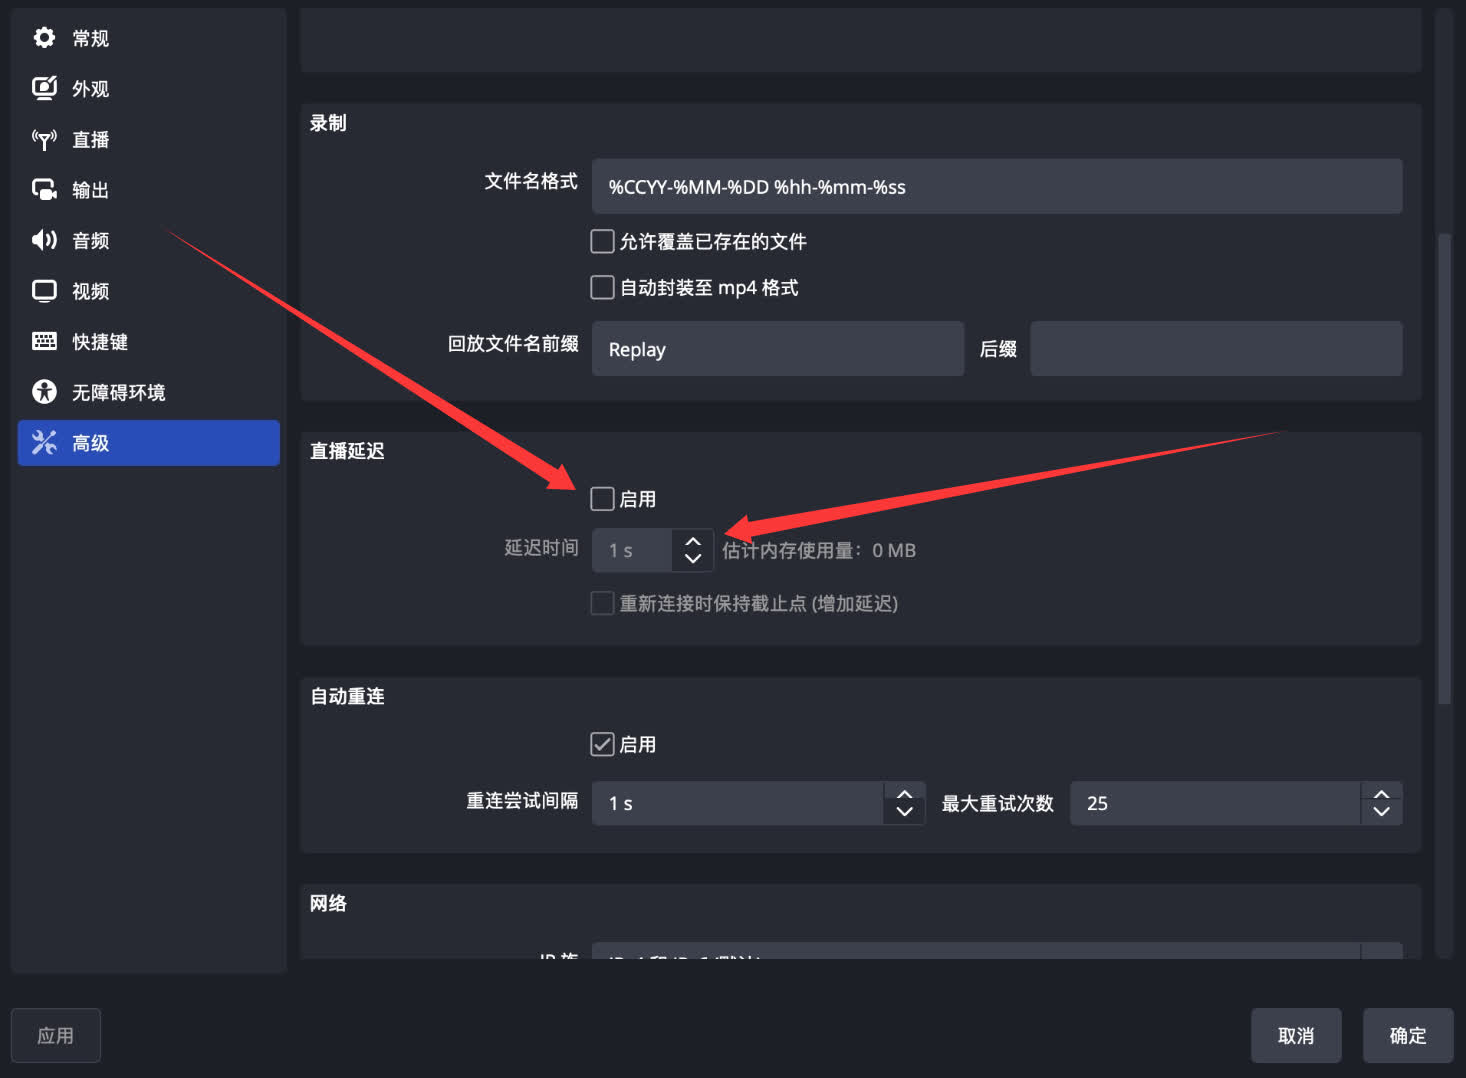 常规
外观
直播
输出
音频
视频
快捷键
无障碍环境
高级
录制
文件名格式 %CCYY-%MM-%DD %hh-%mm-%ss
允许覆盖已存在的文件
自动封装至 mp4 格式
回放文件名前缀 Replay 后缀
直播延迟
启用
延迟时间 1 s 估计内存使用量：0 MB
重新连接时保持截止点 (增加延迟)
自动重连
启用
重连尝试间隔 1 s 最大重试次数 25
网络
应用 取消 确定